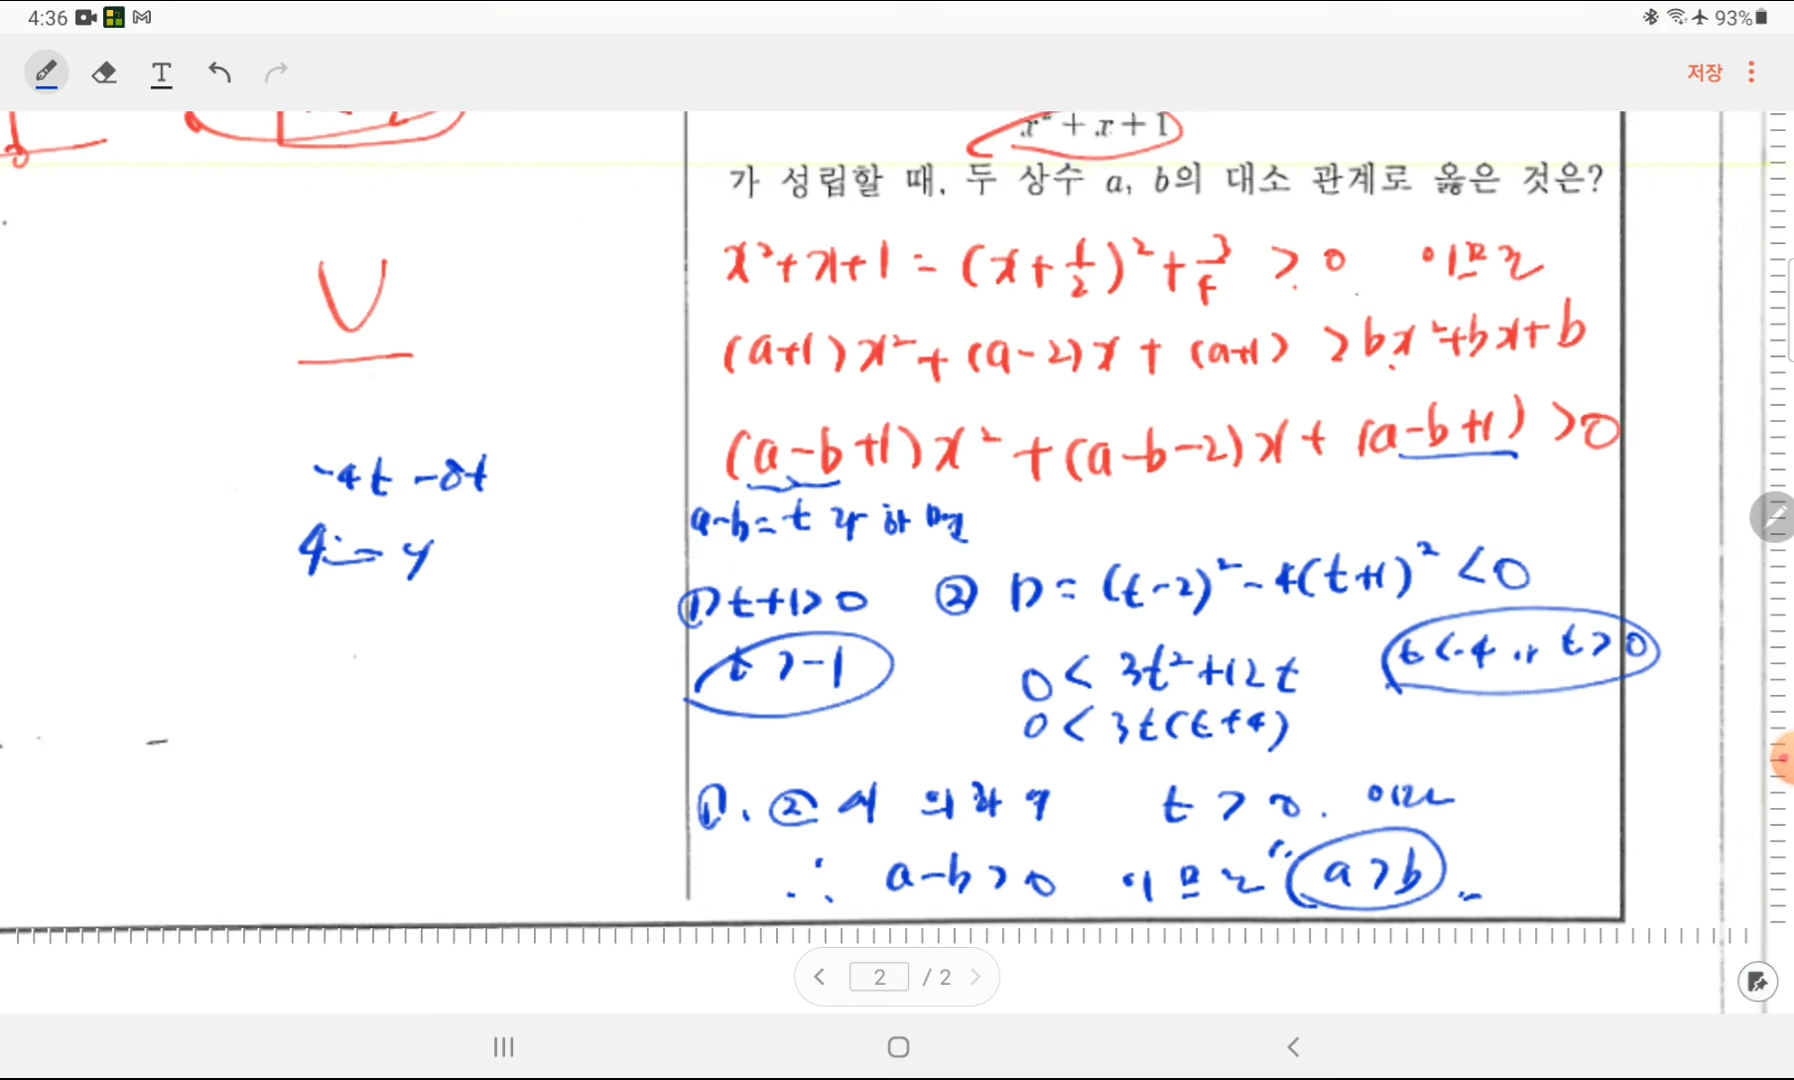 4:36
93%
저장
x² + x + 1
가 성립할 때, 두 상수 a, b의 대소 관계로 옳은 것은?
x²+x+1 = (x+1/2)²+3/4 > 0 이므로
(a+1)x²+(a-2)x+(a+1) > bx²+bx+b
(a-b+1)x²+(a-b-2)x+(a-b+1) >0
-4t -8t
4 = y
a-b=t 라 하면
① t+1>0 ② D = (t-2)²-4(t+1)² <0
t>-1
0 < 3t²+12t
t<-4 or t>0
0 < 3t(t+4)
①, ②에 의하여 t > 0.
∴ a-b>0 이므로 a>b
2 / 2